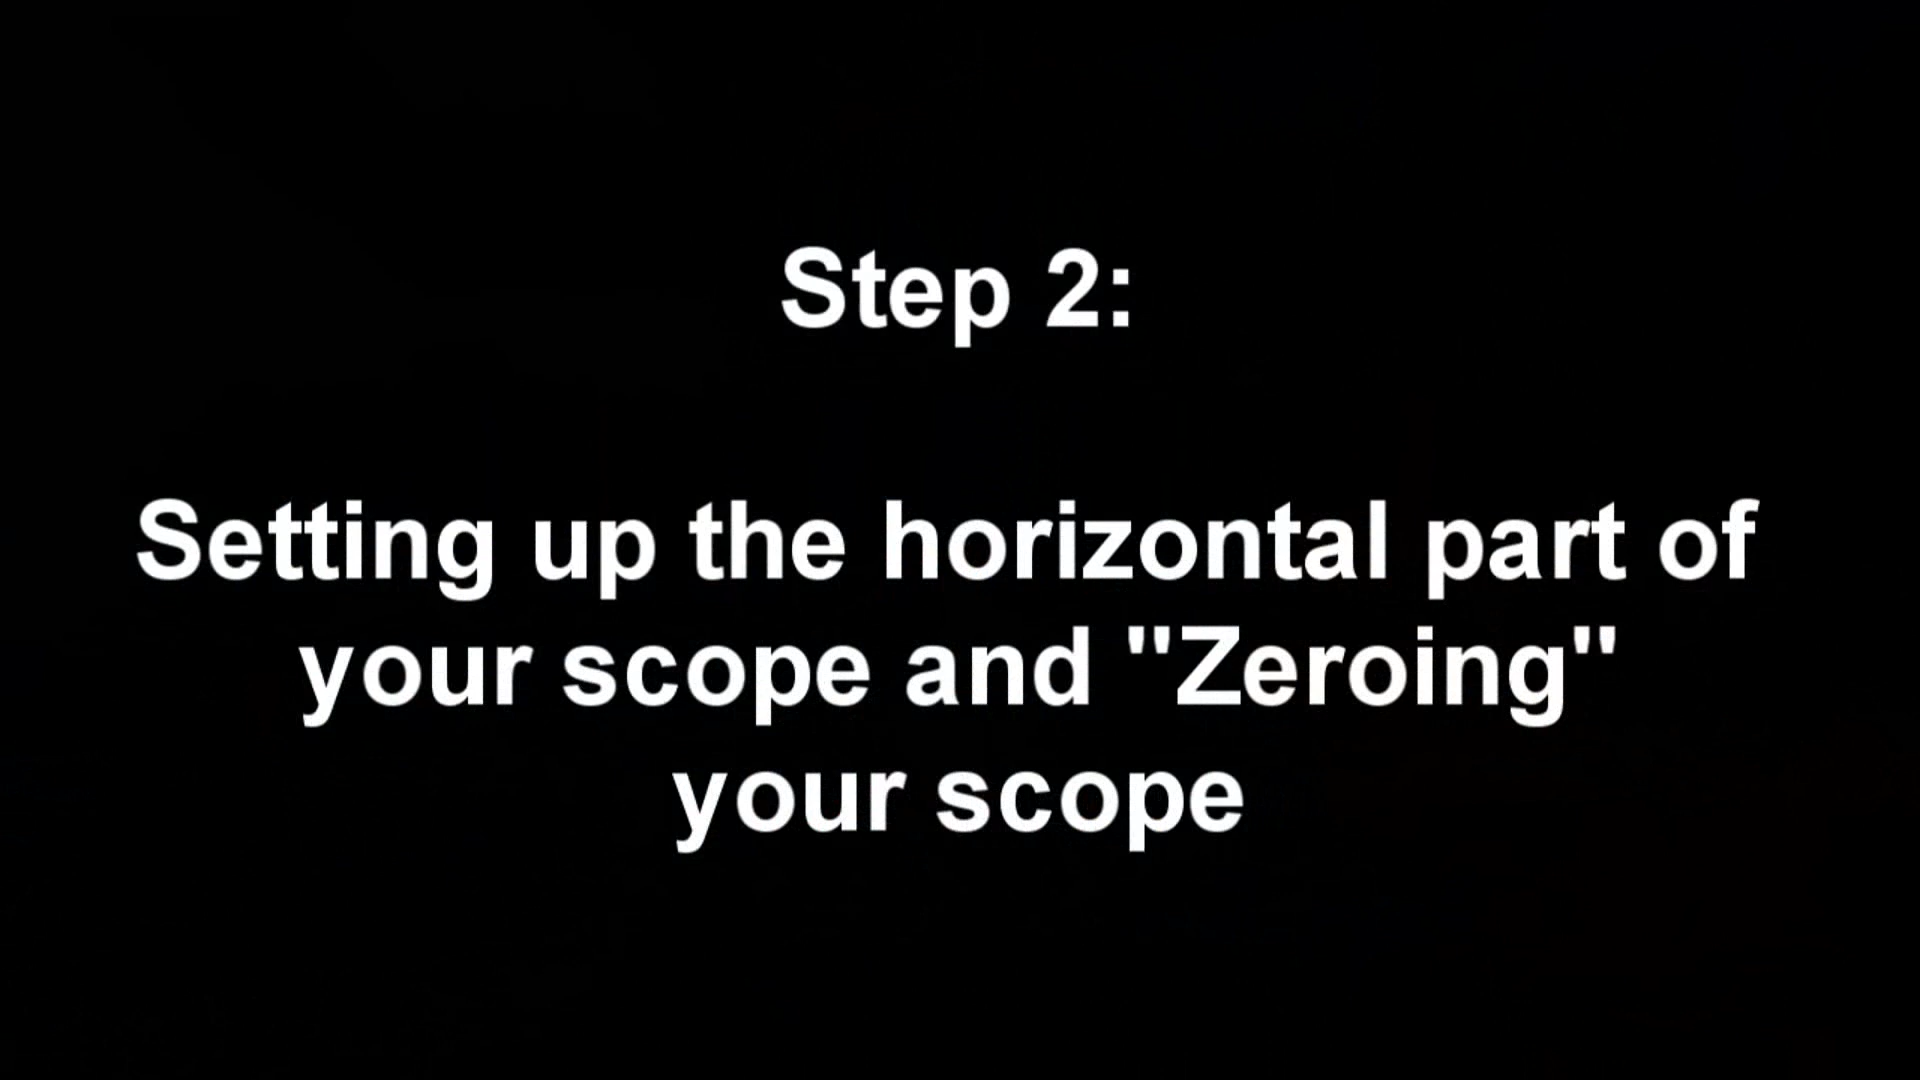 Step 2:
Setting up the horizontal part of
your scope and "Zeroing"
your scope